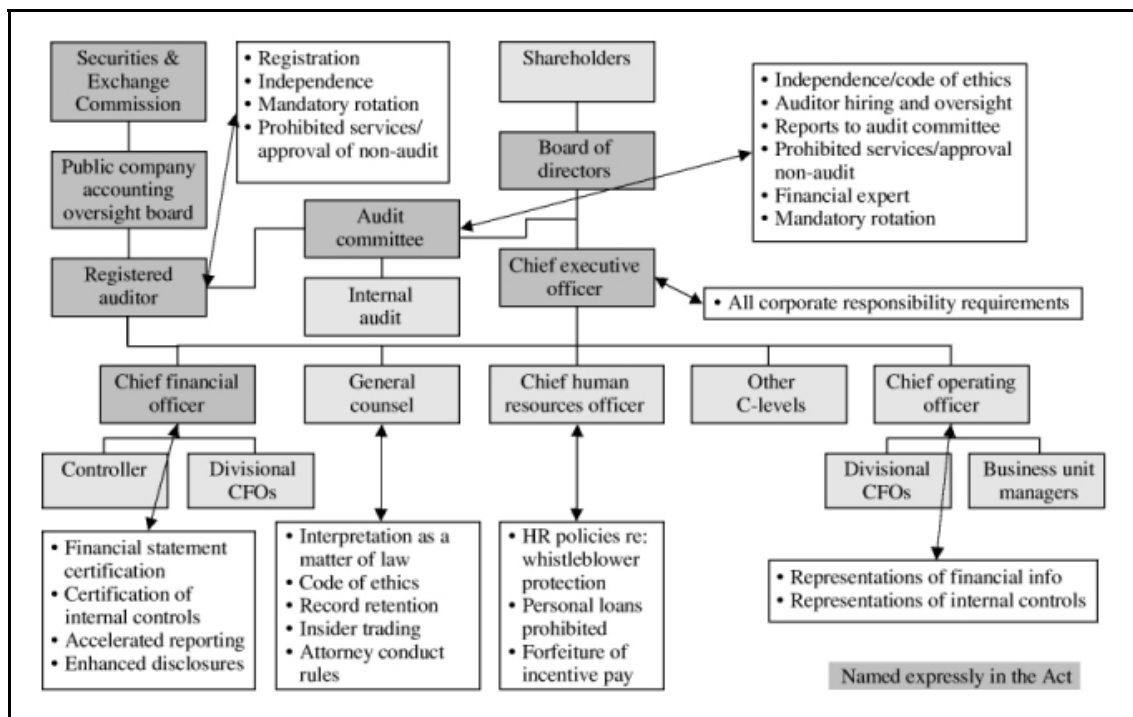 Securities &
Exchange
Commission
• Registration
• Independence
• Mandatory rotation
• Prohibited services/
approval of non-audit
Shareholders
• Independence/code of ethics
• Auditor hiring and oversight
• Reports to audit committee
• Prohibited services/approval
non-audit
• Financial expert
• Mandatory rotation
Public company
accounting
oversight board
Board of
directors
Audit
committee
Registered
auditor
Internal
audit
Chief executive
officer
• All corporate responsibility requirements
Chief financial
officer
General
counsel
Chief human
resources officer
Other
C-levels
Chief operating
officer
Controller
Divisional
CFOs
Divisional
CFOs
Business unit
managers
• Financial statement
certification
• Certification of
internal controls
• Accelerated reporting
• Enhanced disclosures
• Interpretation as a
matter of law
• Code of ethics
• Record retention
• Insider trading
• Attorney conduct
rules
• HR policies re:
whistleblower
protection
• Personal loans
prohibited
• Forfeiture of
incentive pay
• Representations of financial info
• Representations of internal controls
Named expressly in the Act